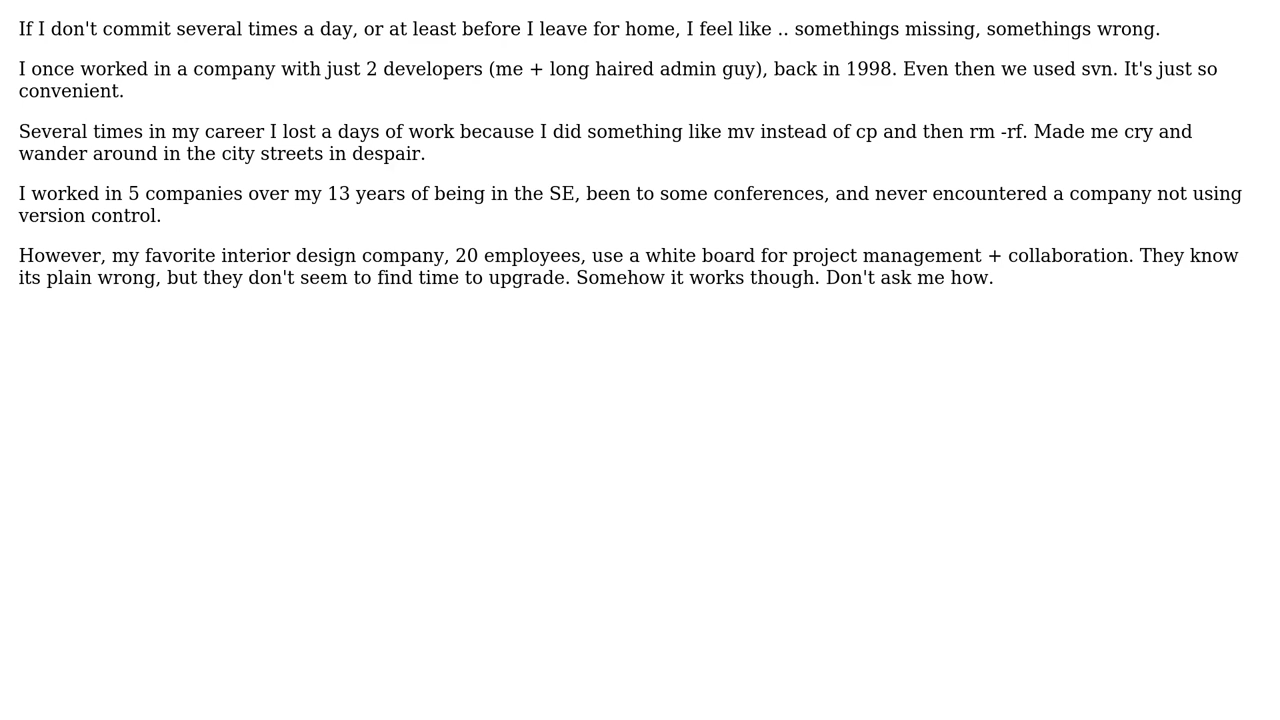 If I don't commit several times a day, or at least before I leave for home, I feel like .. somethings missing, somethings wrong.
I once worked in a company with just 2 developers (me + long haired admin guy), back in 1998. Even then we used svn. It's just so
convenient.
Several times in my career I lost a days of work because I did something like mv instead of cp and then rm -rf. Made me cry and
wander around in the city streets in despair.
I worked in 5 companies over my 13 years of being in the SE, been to some conferences, and never encountered a company not using
version control.
However, my favorite interior design company, 20 employees, use a white board for project management + collaboration. They know
its plain wrong, but they don't seem to find time to upgrade. Somehow it works though. Don't ask me how.